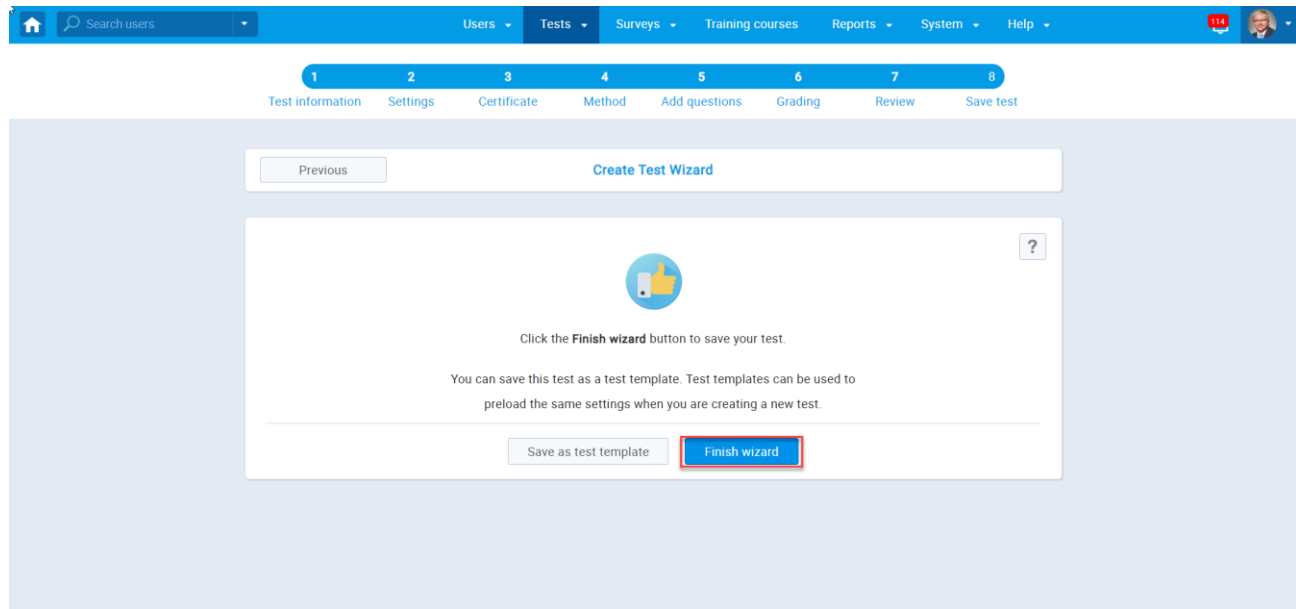 Search users
Users Tests Surveys Training courses Reports System Help
114
1 2 3 4 5 6 7 8
Test information Settings Certificate Method Add questions Grading Review Save test
Previous
Create Test Wizard
?
Click the Finish wizard button to save your test.
You can save this test as a test template. Test templates can be used to
preload the same settings when you are creating a new test.
Save as test template
Finish wizard